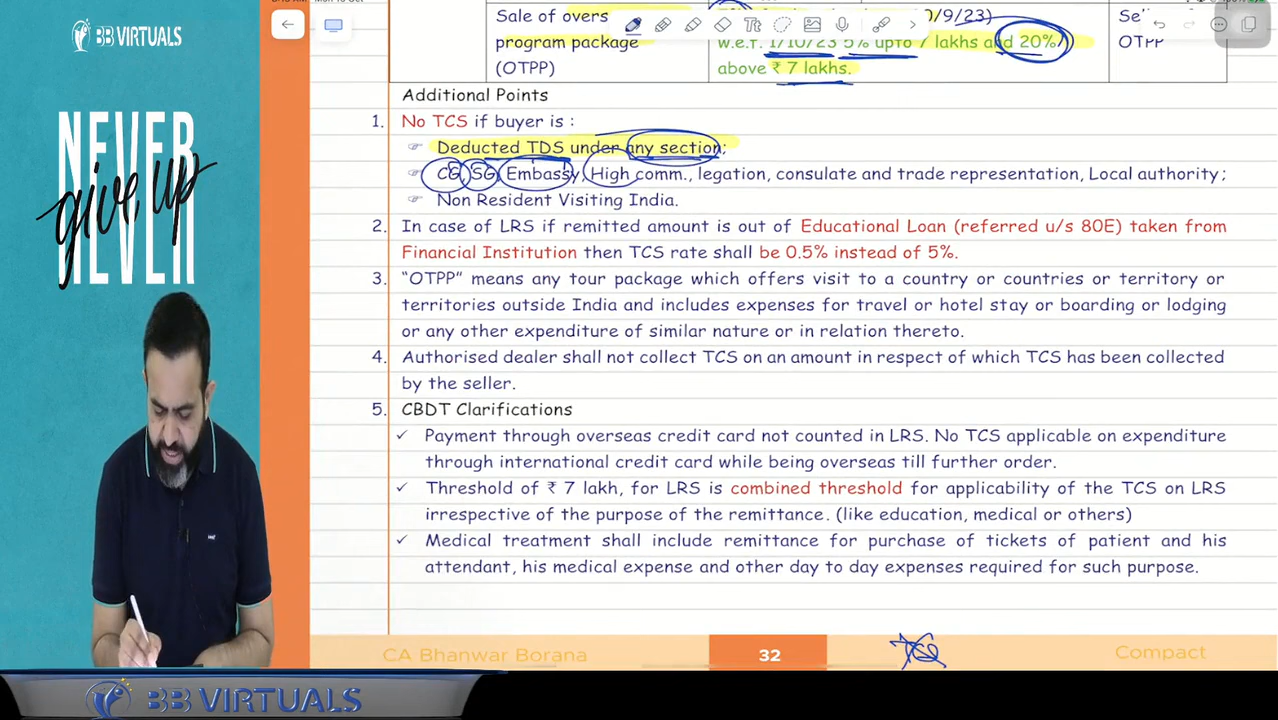 BB VIRTUALS
NEVER
give up
NEVER
Sale of overs
program package
(OTPP)
0/9/23)
w.e.f. 1/10/23 5% upto 7 lakhs and 20%
above ₹ 7 lakhs.
OTPP
Additional Points
1. No TCS if buyer is :
☞ Deducted TDS under any section;
☞ CG, SG Embassy, High comm., legation, consulate and trade representation, Local authority;
☞ Non Resident Visiting India.
2. In case of LRS if remitted amount is out of Educational Loan (referred u/s 80E) taken from
Financial Institution then TCS rate shall be 0.5% instead of 5%.
3. “OTPP” means any tour package which offers visit to a country or countries or territory or
territories outside India and includes expenses for travel or hotel stay or boarding or lodging
or any other expenditure of similar nature or in relation thereto.
4. Authorised dealer shall not collect TCS on an amount in respect of which TCS has been collected
by the seller.
5. CBDT Clarifications
✓ Payment through overseas credit card not counted in LRS. No TCS applicable on expenditure
through international credit card while being overseas till further order.
✓ Threshold of ₹ 7 lakh, for LRS is combined threshold for applicability of the TCS on LRS
irrespective of the purpose of the remittance. (like education, medical or others)
✓ Medical treatment shall include remittance for purchase of tickets of patient and his
attendant, his medical expense and other day to day expenses required for such purpose.
CA Bhanwar Borana 32 Compact
BB VIRTUALS